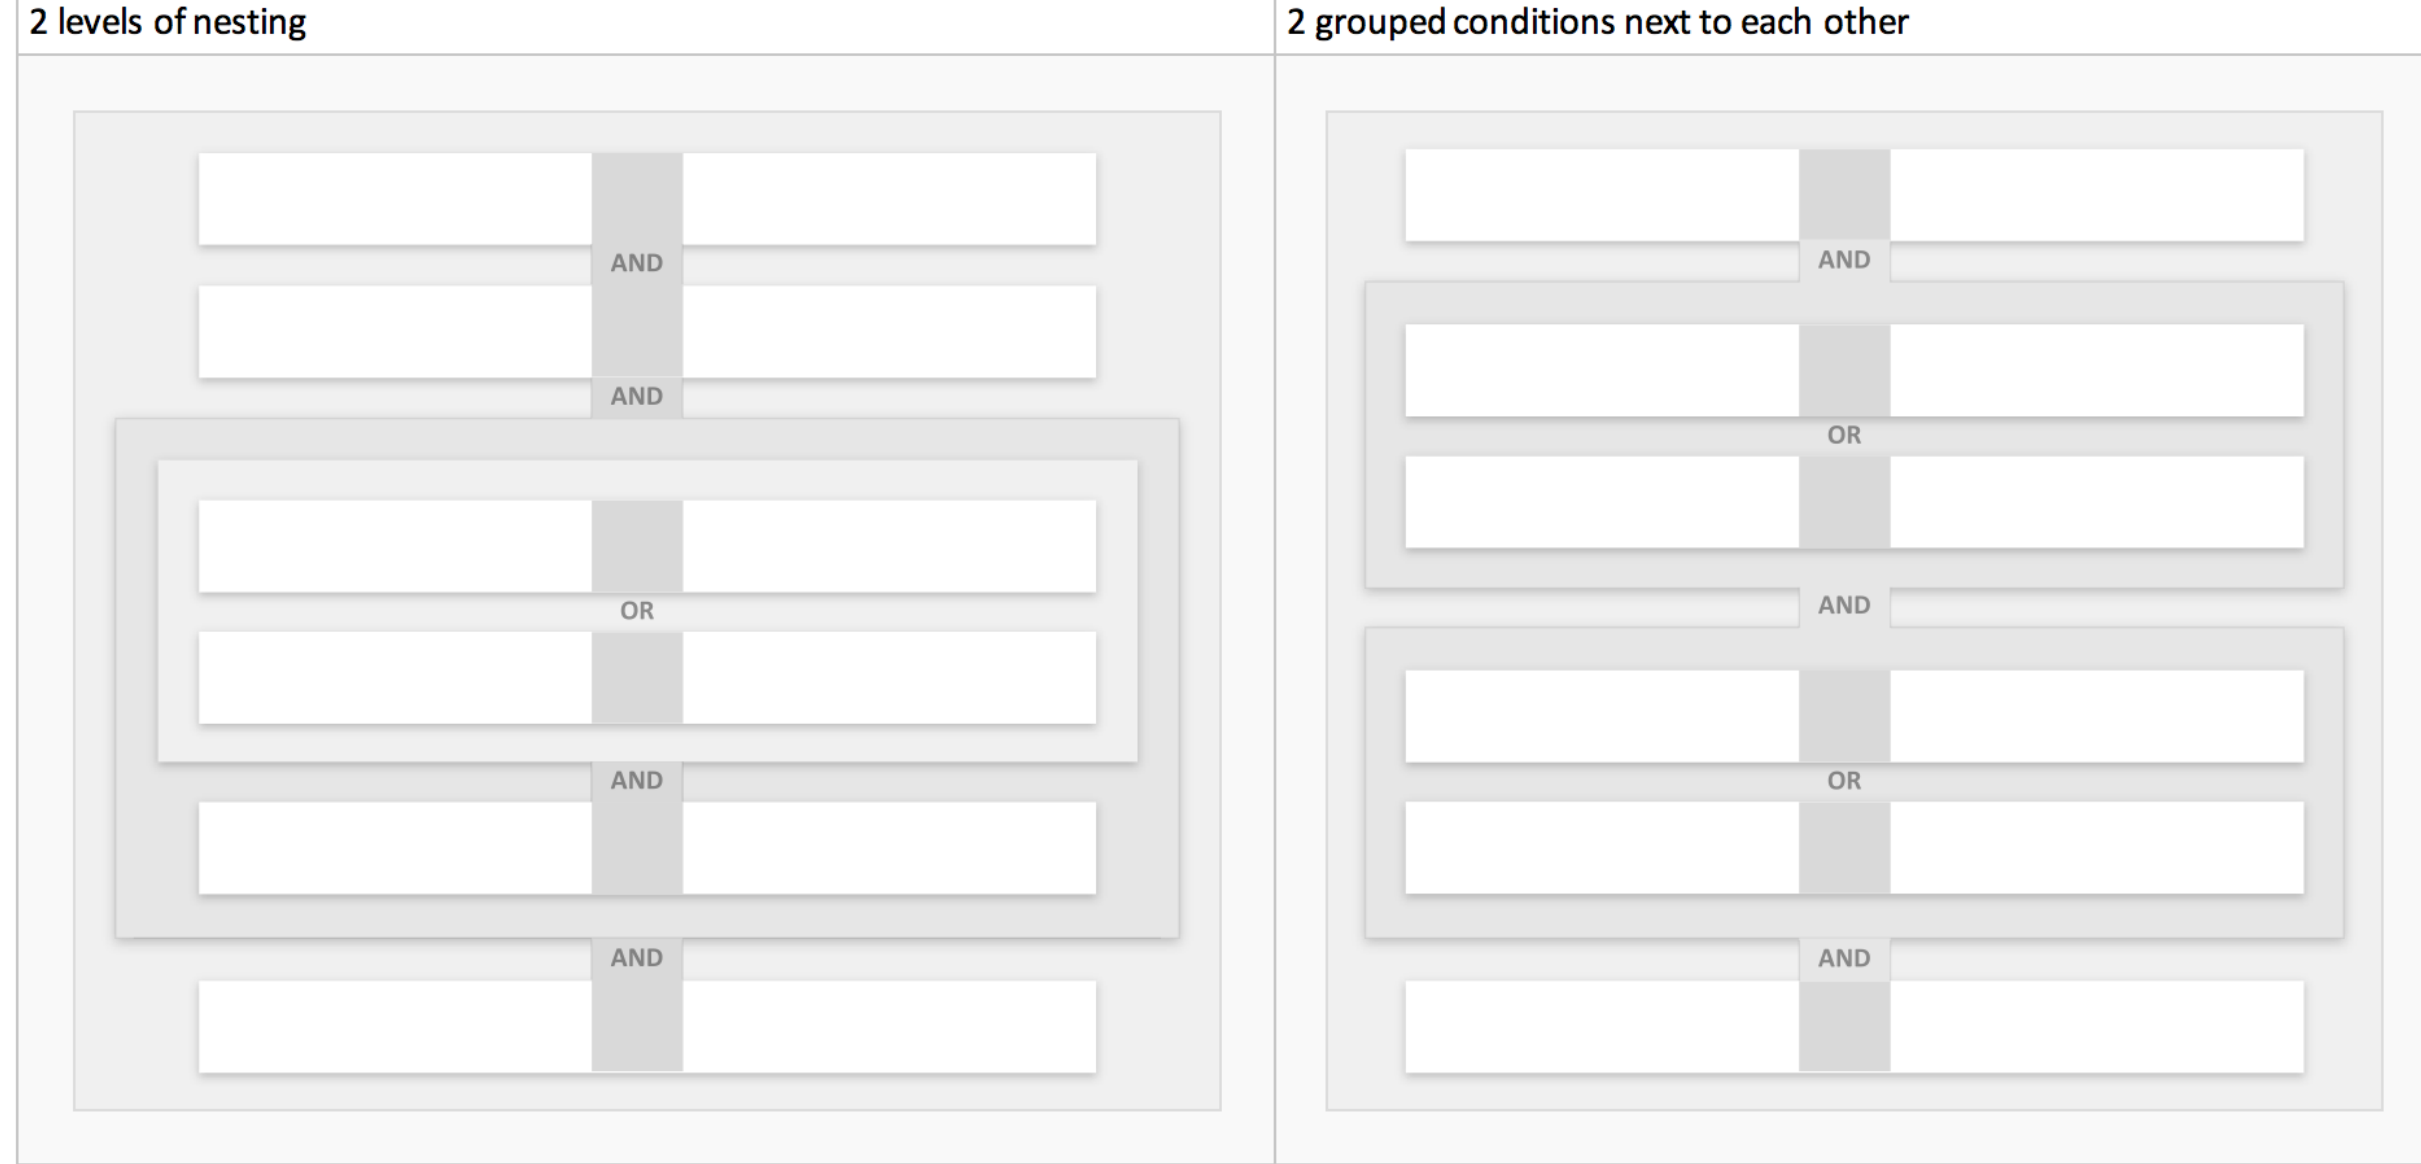 2 levels of nesting
AND
AND
OR
AND
AND
2 grouped conditions next to each other
AND
OR
AND
OR
AND